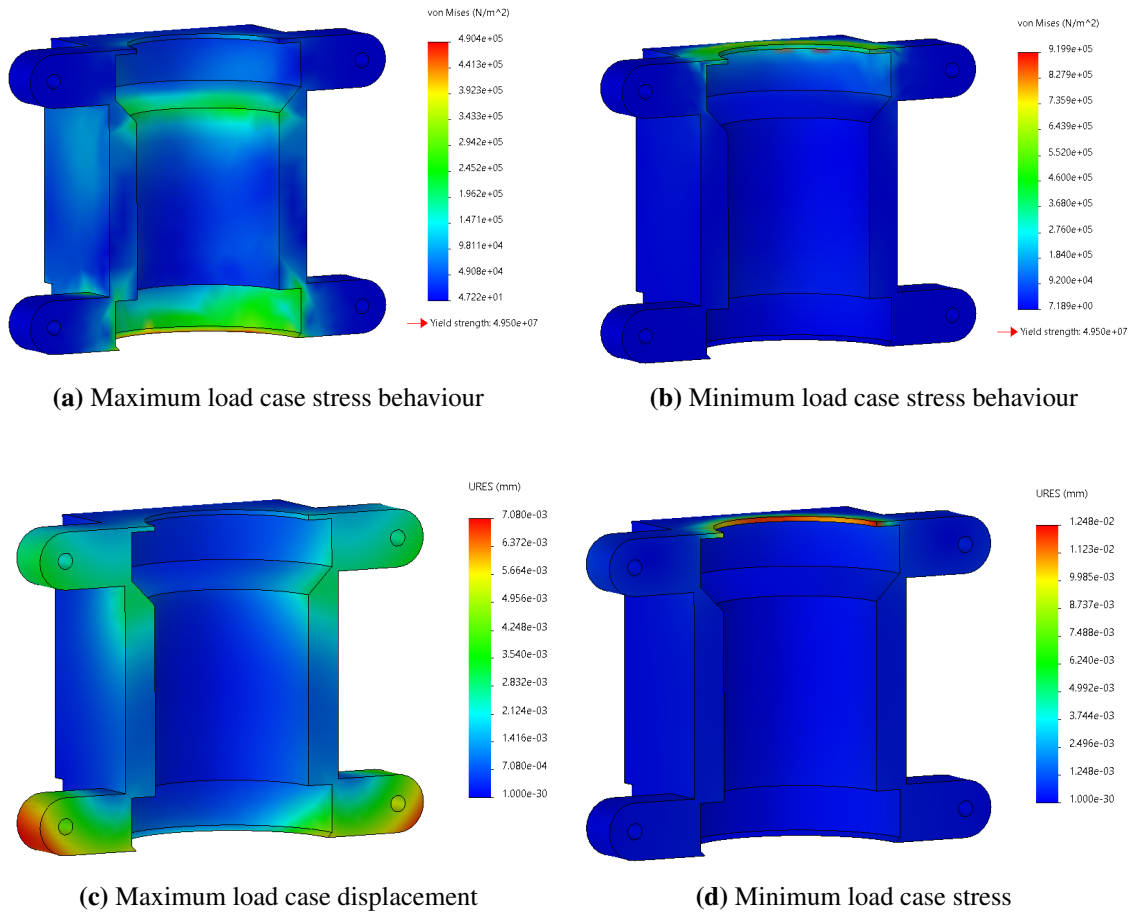 von Mises (N/m^2)
4.904e+05
4.413e+05
3.923e+05
3.433e+05
2.452e+05
1.962e+05
1.471e+05
9.811e+04
4.908e+04
4.722e+01
Yield strength: 4.950e+07
(a) Maximum load case stress behaviour
von Mises (N/m^2)
9.199e+05
8.279e+05
7.359e+05
6.439e+05
5.520e+05
4.600e+05
3.680e+05
2.760e+05
9.200e+04
7.189e+00
Yield strength: 4.950e+07
(b) Minimum load case stress behaviour
URES (mm)
7.080e-03
6.372e-03
5.664e-03
4.956e-03
4.248e-03
3.540e-03
2.832e-03
2.124e-03
1.416e-03
7.080e-04
1.000e-30
(c) Maximum load case displacement
URES (mm)
1.248e-02
1.123e-02
9.985e-03
8.737e-03
7.488e-03
6.240e-03
4.992e-03
3.744e-03
2.496e-03
1.248e-03
1.000e-30
(d) Minimum load case stress